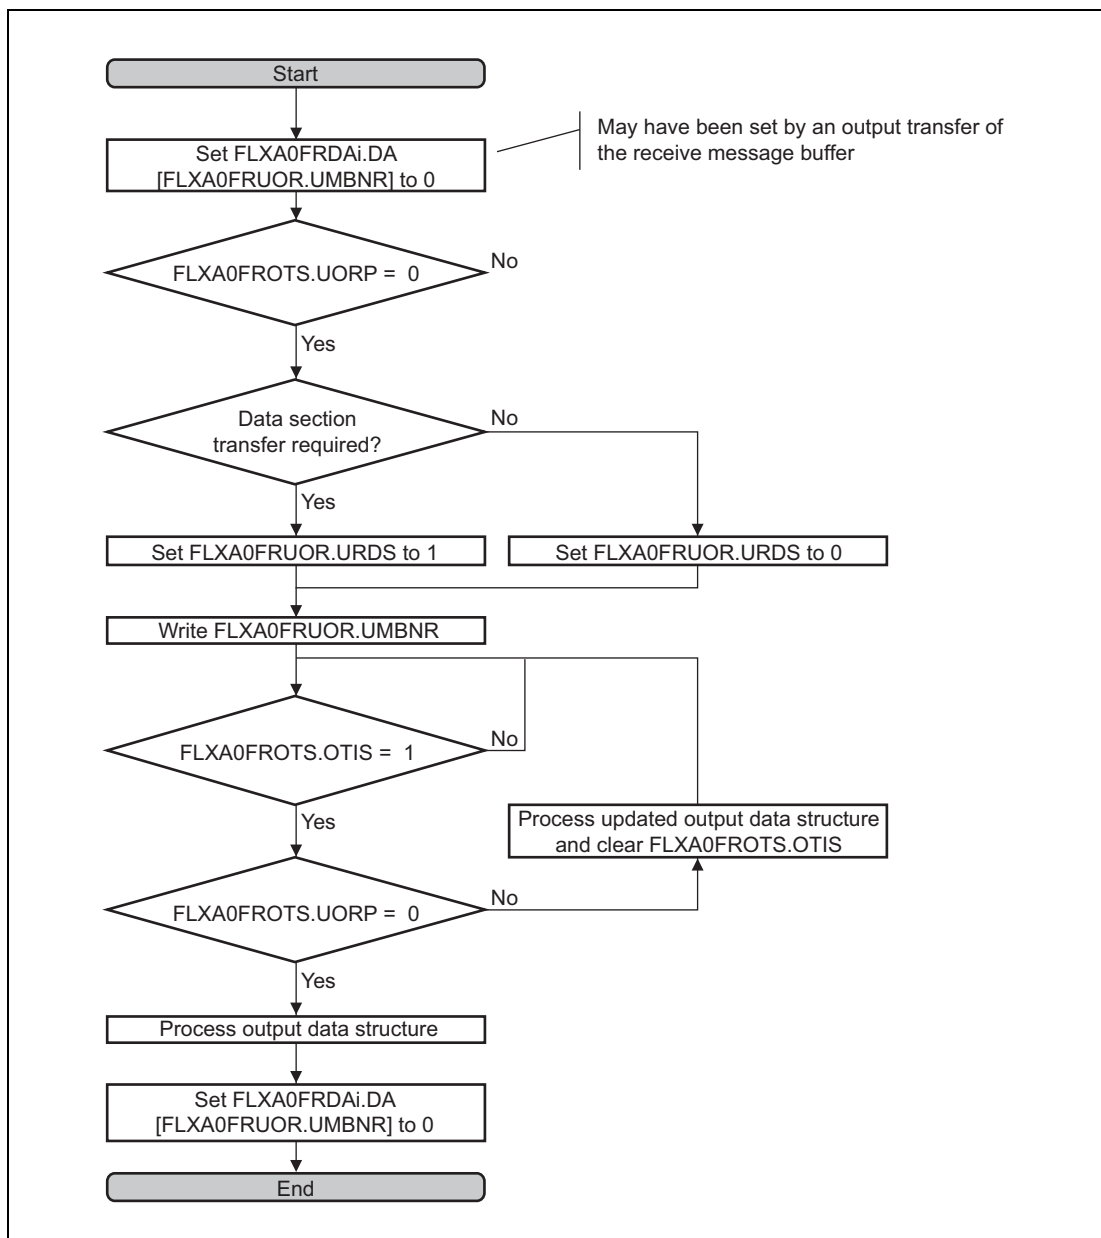 Start
May have been set by an output transfer of
the receive message buffer
Set FLXA0FRDAi.DA
[FLXA0FRUOR.UMBNR] to 0
FLXA0FROTS.UORP = 0
No
Yes
Data section
transfer required?
No
Yes
Set FLXA0FRUOR.URDS to 1
Set FLXA0FRUOR.URDS to 0
Write FLXA0FRUOR.UMBNR
FLXA0FROTS.OTIS = 1
No
Yes
Process updated output data structure
and clear FLXA0FROTS.OTIS
FLXA0FROTS.UORP = 0
No
Yes
Process output data structure
Set FLXA0FRDAi.DA
[FLXA0FRUOR.UMBNR] to 0
End